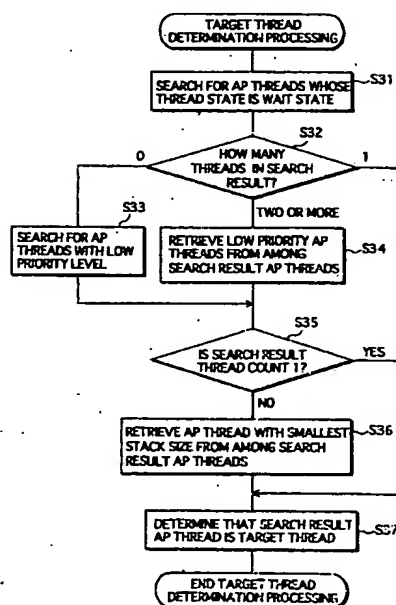 TARGET THREAD
DETERMINATION PROCESSING
S31
SEARCH FOR AP THREADS WHOSE
THREAD STATE IS WAIT STATE
S32
0
HOW MANY
THREADS IN SEARCH
RESULT?
1
S33
TWO OR MORE
SEARCH FOR AP
THREADS WITH LOW
PRIORITY LEVEL
RETRIEVE LOW PRIORITY AP
THREADS FROM AMONG
SEARCH RESULT AP THREADS
S34
S35
IS SEARCH RESULT
THREAD COUNT 1?
YES
NO
RETRIEVE AP THREAD WITH SMALLEST
STACK SIZE FROM AMONG SEARCH
RESULT AP THREADS
S36
DETERMINE THAT SEARCH RESULT
AP THREAD IS TARGET THREAD
S37
END TARGET THREAD
DETERMINATION PROCESSING